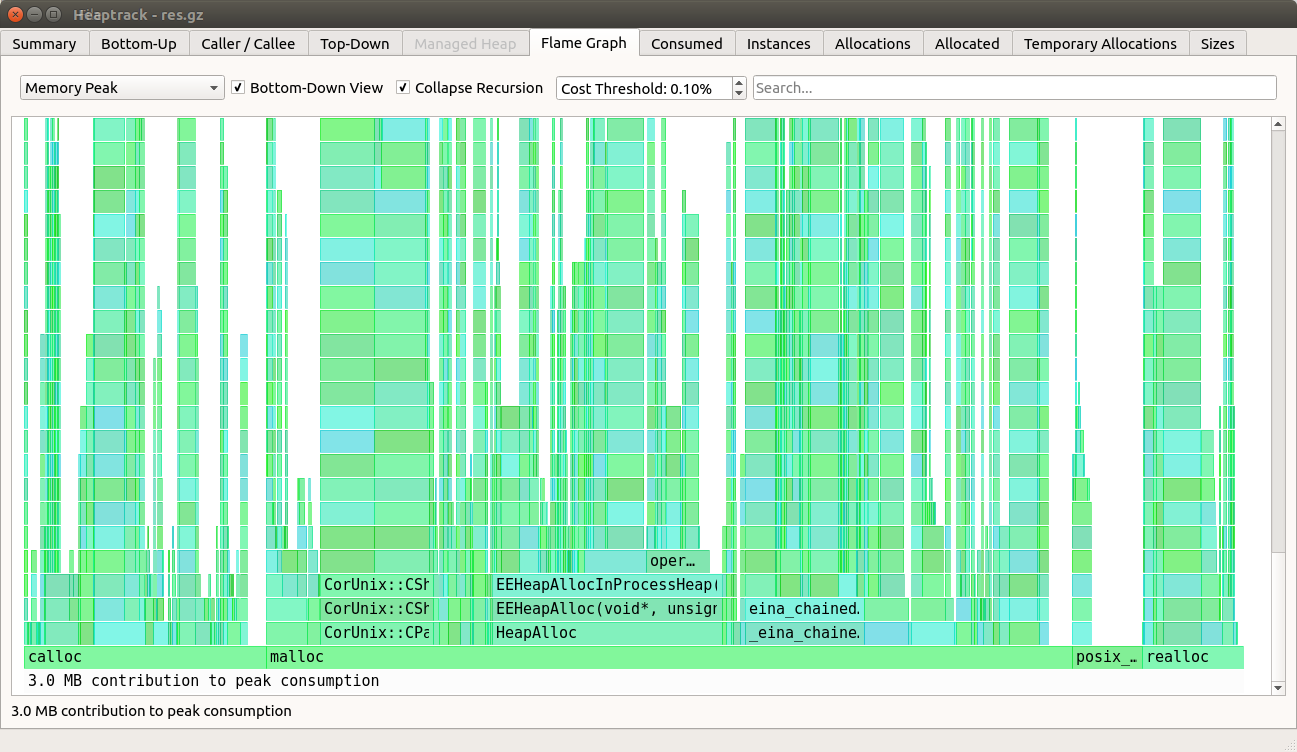 Heaptrack - res.gz
Summary Bottom-Up Caller / Callee Top-Down Managed Heap Flame Graph Consumed Instances Allocations Allocated Temporary Allocations Sizes
Memory Peak Bottom-Down View Collapse Recursion Cost Threshold: 0.10% Search...
oper…
CorUnix::CSh EEHeapAllocInProcessHeap(
CorUnix::CSh EEHeapAlloc(void*, unsign eina_chained…
CorUnix::CPa HeapAlloc _eina_chaine…
calloc malloc posix_… realloc
3.0 MB contribution to peak consumption
3.0 MB contribution to peak consumption